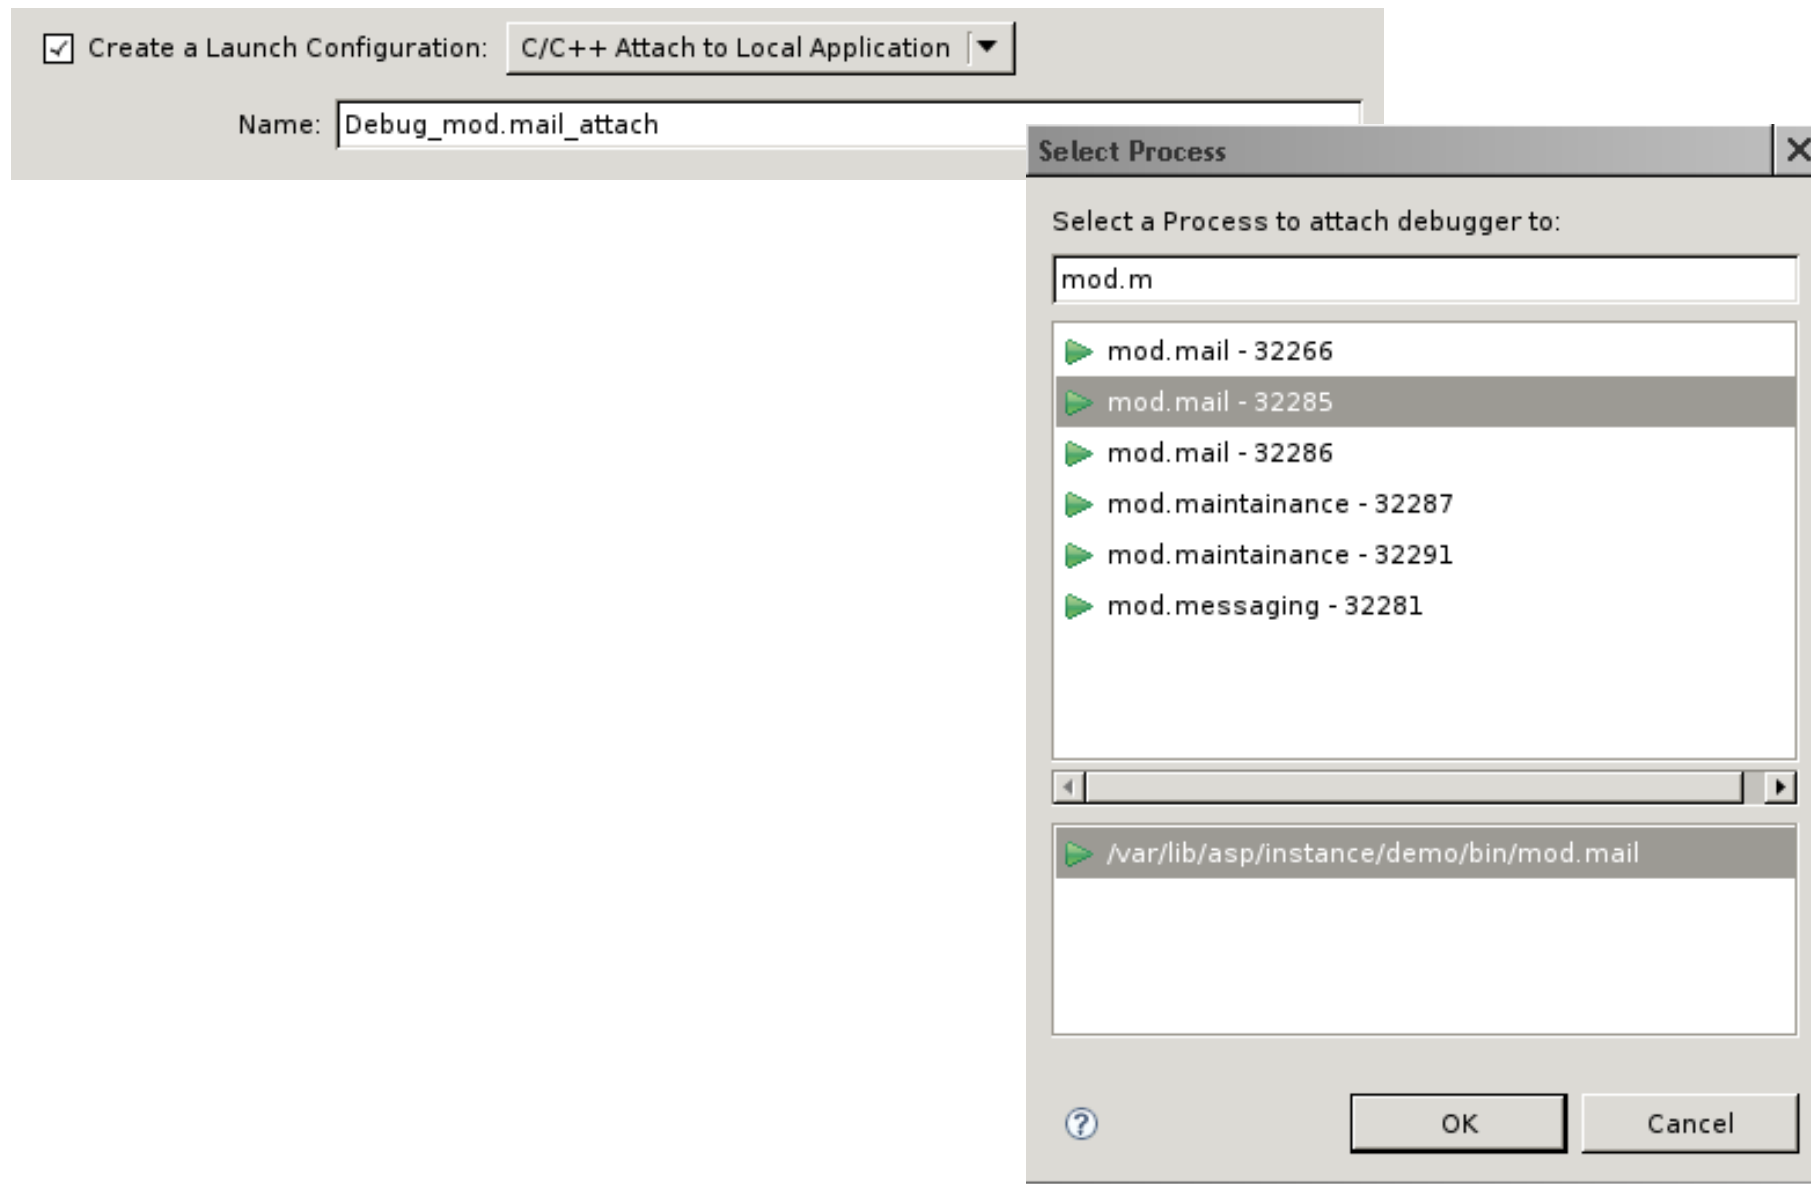 Create a Launch Configuration: C/C++ Attach to Local Application
Name: Debug_mod.mail_attach
Select Process
Select a Process to attach debugger to:
mod.m
mod.mail - 32266
mod.mail - 32285
mod.mail - 32286
mod.maintainance - 32287
mod.maintainance - 32291
mod.messaging - 32281
/var/lib/asp/instance/demo/bin/mod.mail
? OK Cancel